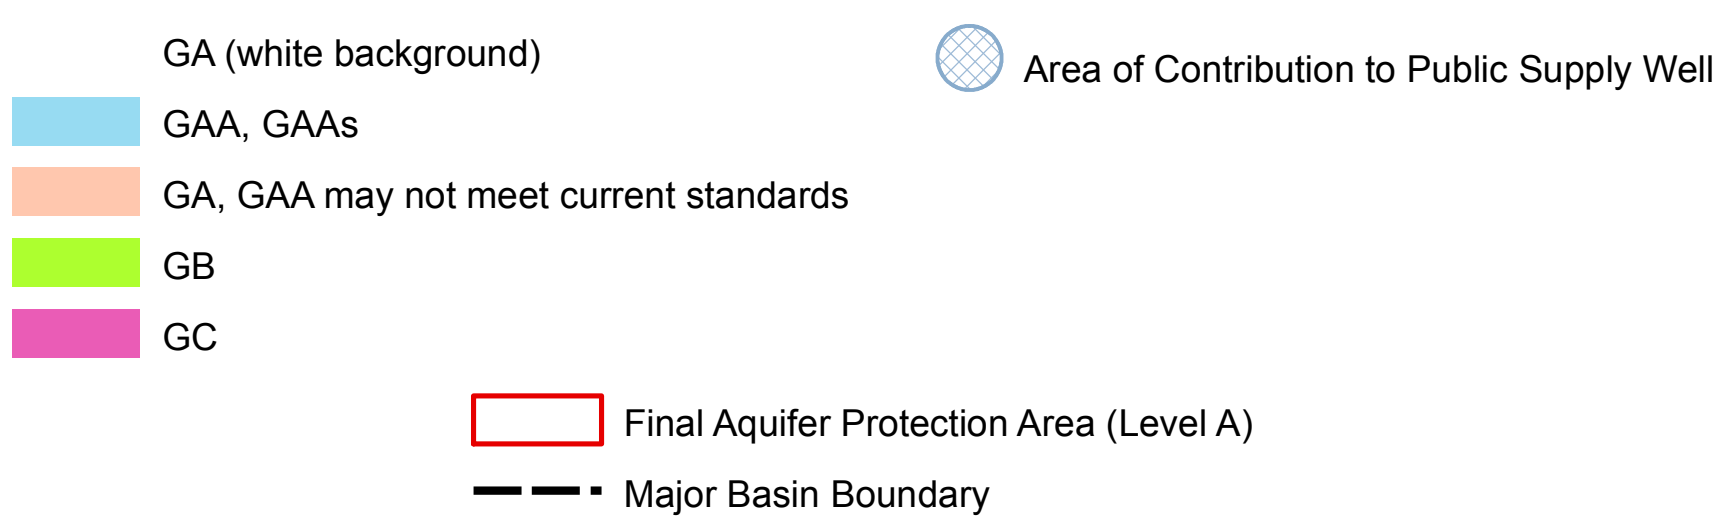 GA (white background)
Area of Contribution to Public Supply Well
GAA, GAAs
GA, GAA may not meet current standards
GB
GC
Final Aquifer Protection Area (Level A)
Major Basin Boundary